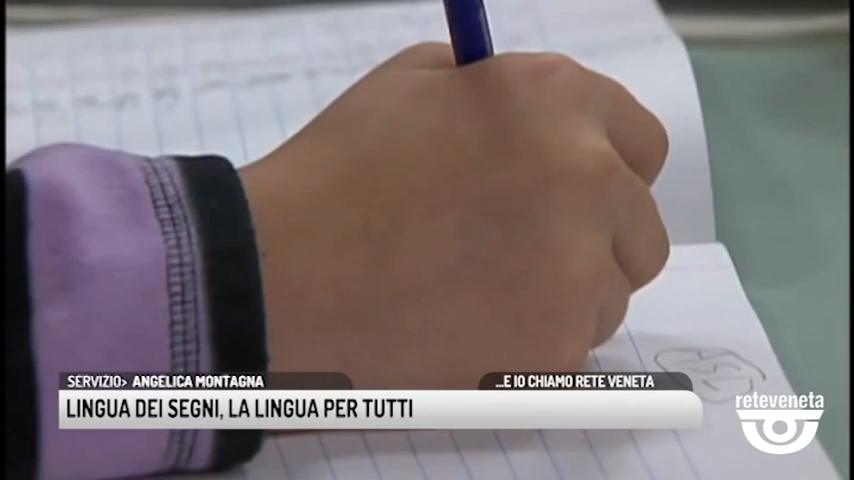 SERVIZIO> ANGELICA MONTAGNA
...E IO CHIAMO RETE VENETA
LINGUA DEI SEGNI, LA LINGUA PER TUTTI
reteveneta